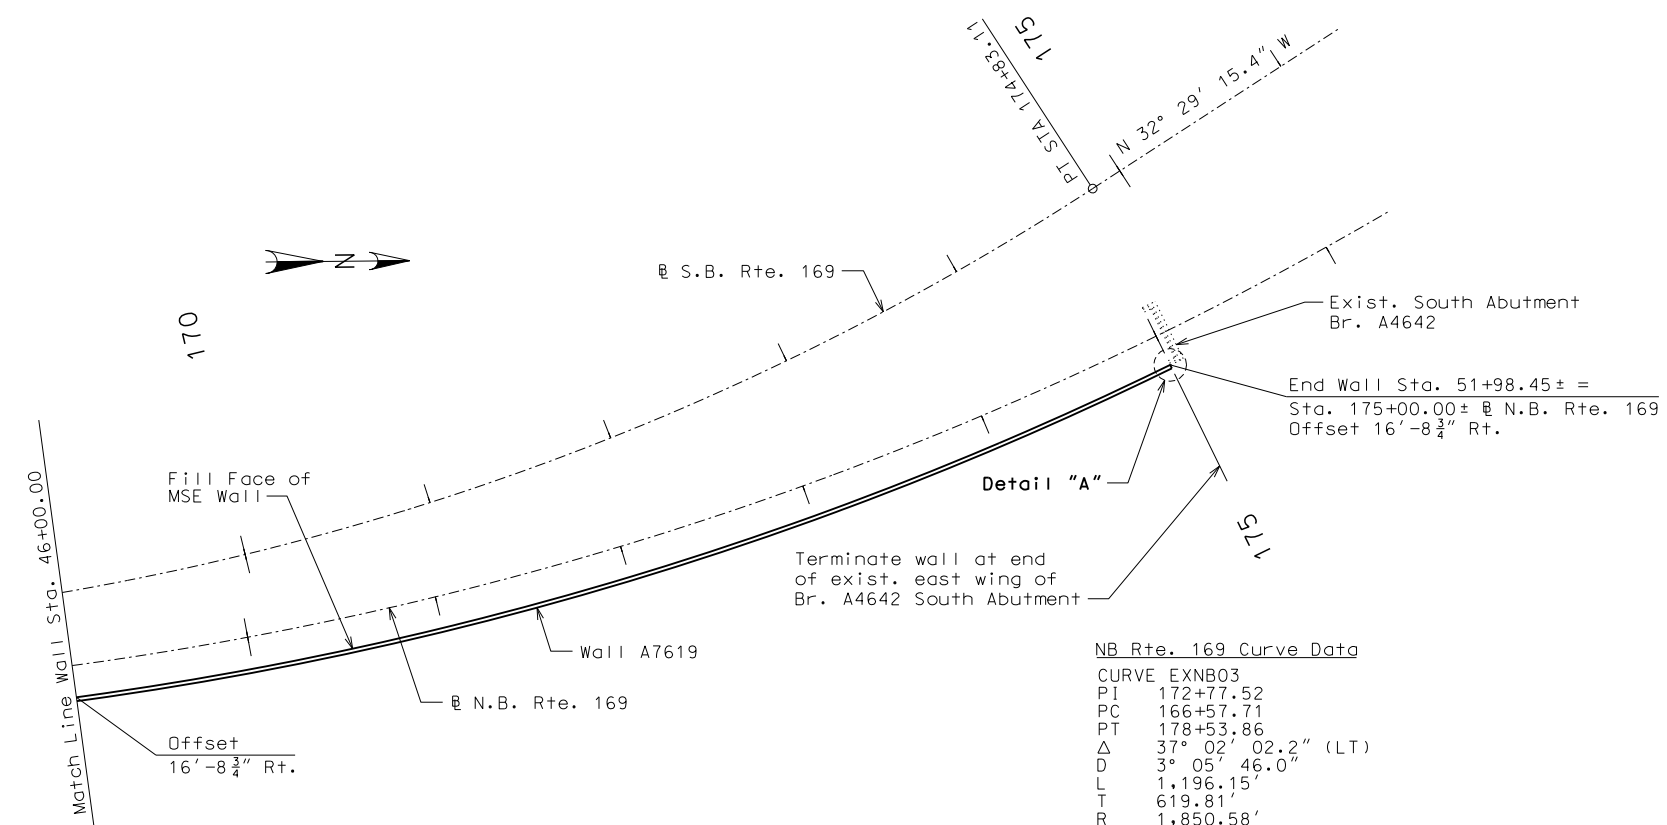 175
PT STA 174+83.11
N 32° 29′ 15.4″ W
N
170
℄ S.B. Rte. 169
Exist. South Abutment
Br. A4642
End Wall Sta. 51+98.45± =
Sta. 175+00.00± ℄ N.B. Rte. 169
Offset 16′-8 3/4″ Rt.
Match Line Wall Sta. 46+00.00
Fill Face of
MSE Wall
Detail "A"
175
Terminate wall at end
of exist. east wing of
Br. A4642 South Abutment
Wall A7619
℄ N.B. Rte. 169
Offset
16′-8 3/4″ Rt.
NB Rte. 169 Curve Data
CURVE EXNB03
PI 172+77.52
PC 166+57.71
PT 178+53.86
Δ 37° 02′ 02.2″ (LT)
D 3° 05′ 46.0″
L 1,196.15′
T 619.81′
R 1,850.58′